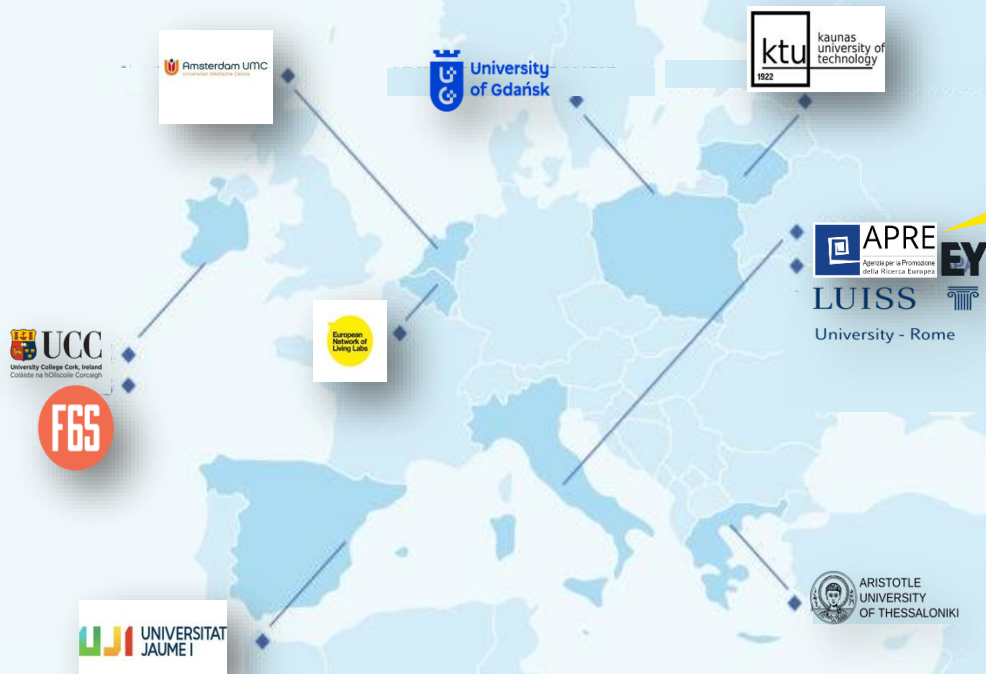 Amsterdam UMC
Universitair Medische Centra
University
of Gdańsk
ktu
1922
kaunas
university of
technology
APRE
Agenzia per la Promozione
della Ricerca Europea
EY
LUISS
University - Rome
European
Network of
Living Labs
UCC
University College Cork, Ireland
Coláiste na hOllscoile Corcaigh
F6S
ARISTOTLE
UNIVERSITY
OF THESSALONIKI
UJI
UNIVERSITAT
JAUME I